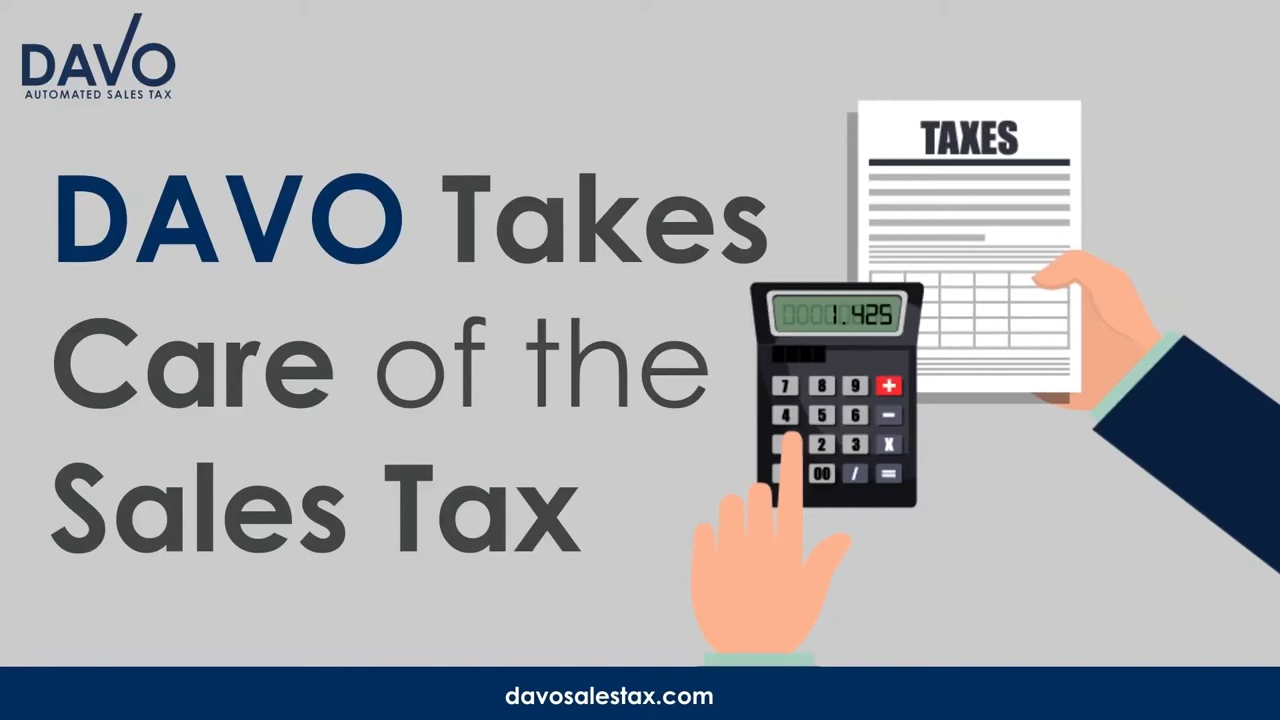 DAVO
AUTOMATED SALES TAX
DAVO Takes
Care of the
Sales Tax
TAXES
1.425
7 8 9 +
4 5 6 -
2 3 X
00 / =
davosalestax.com